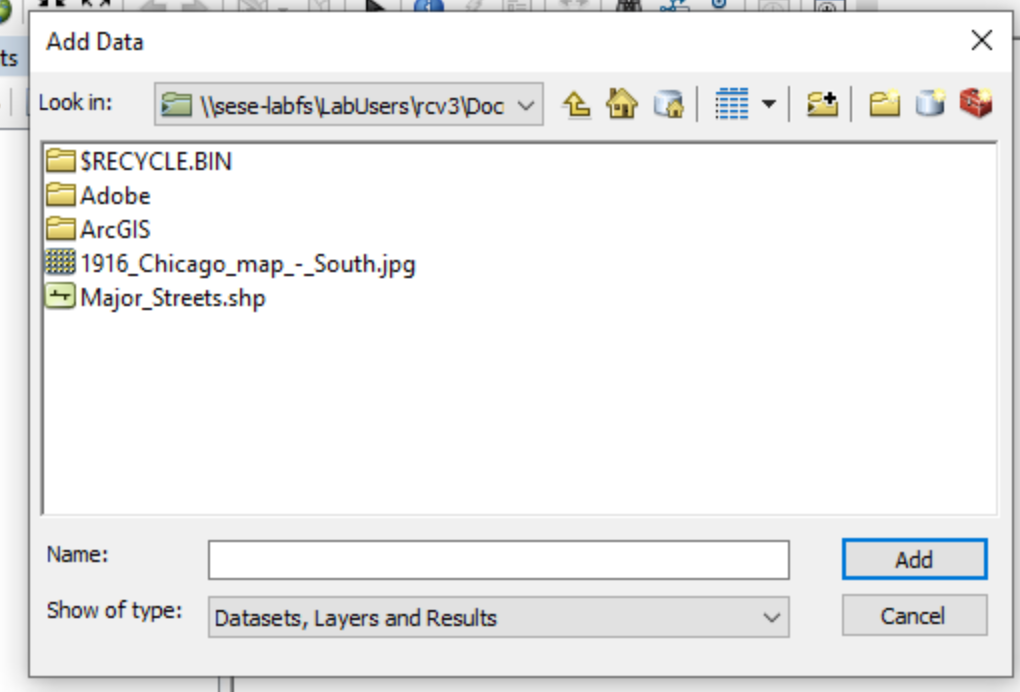 Add Data
ts
Look in:
\\sese-labfs\LabUsers\rcv3\Doc
$RECYCLE.BIN
Adobe
ArcGIS
1916_Chicago_map_-_South.jpg
Major_Streets.shp
Name:
Add
Show of type:
Datasets, Layers and Results
Cancel